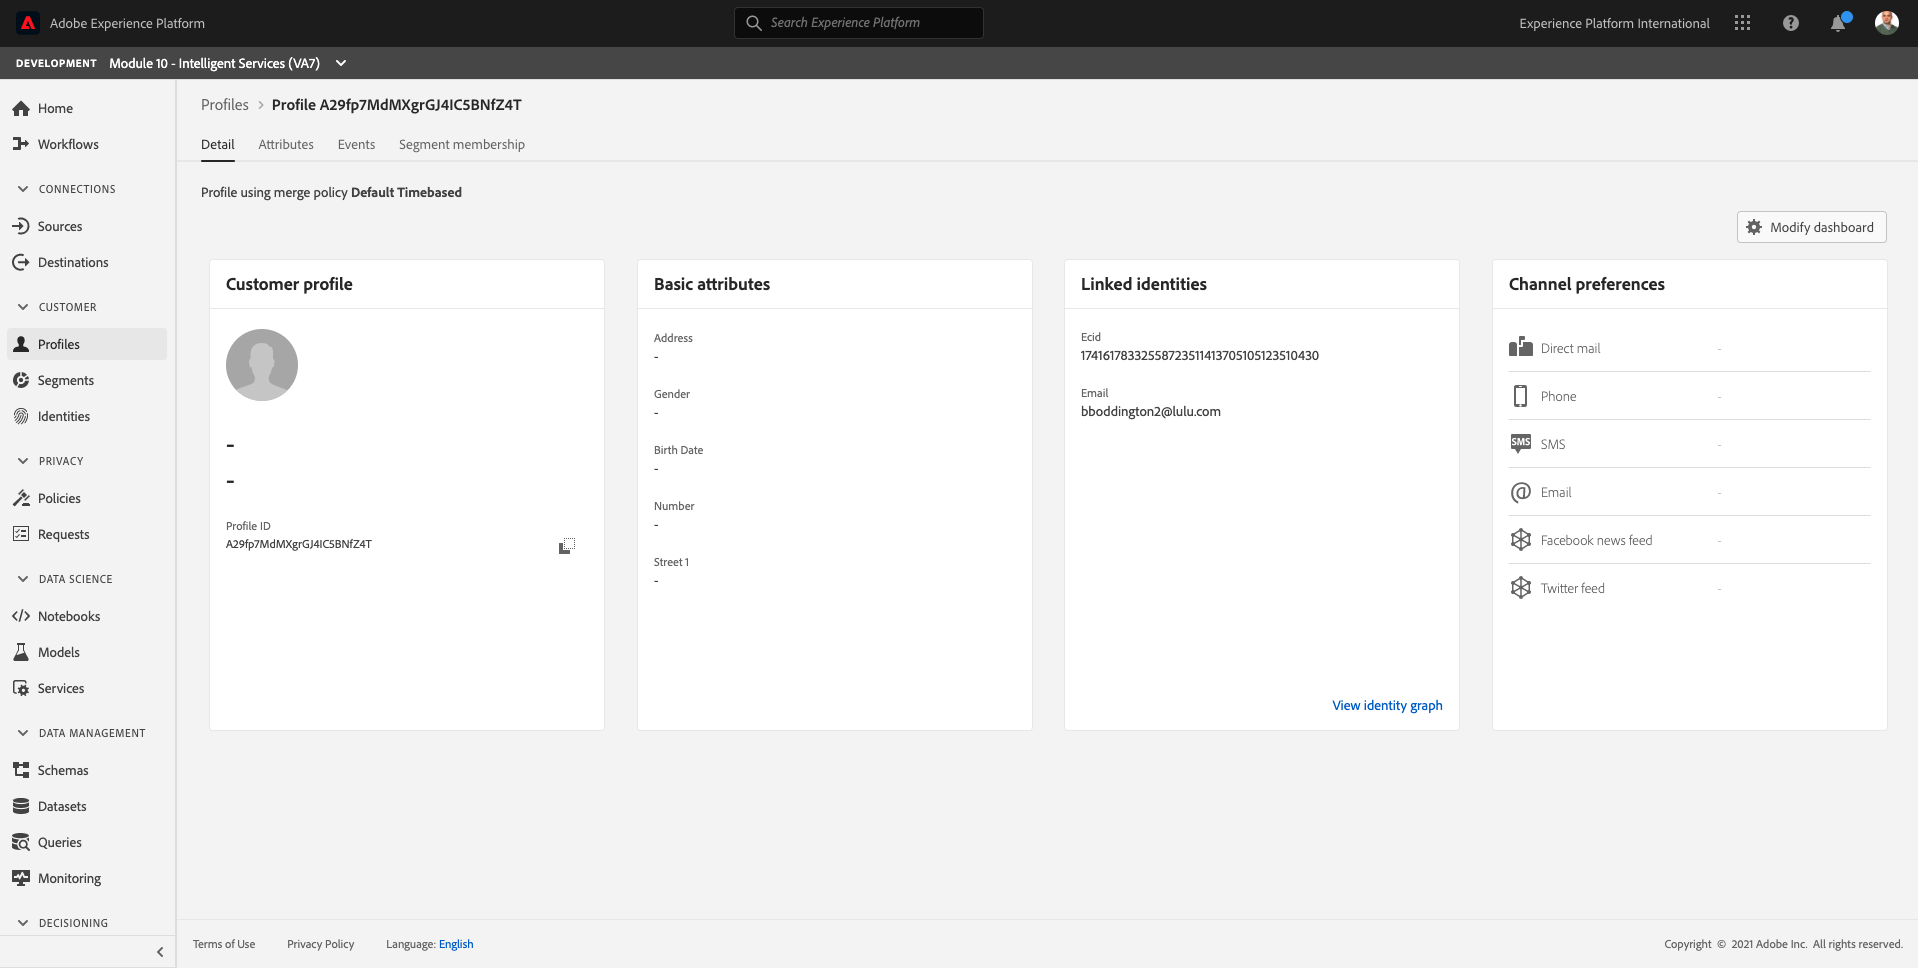 Adobe Experience Platform
Search Experience Platform
Experience Platform International
DEVELOPMENT Module 10 - Intelligent Services (VA7)
Home
Workflows
CONNECTIONS
Sources
Destinations
CUSTOMER
Profiles
Segments
Identities
PRIVACY
Policies
Requests
DATA SCIENCE
Notebooks
Models
Services
DATA MANAGEMENT
Schemas
Datasets
Queries
Monitoring
DECISIONING
Profiles > Profile A29fp7MdMXgrGJ4IC5BNfZ4T
Detail Attributes Events Segment membership
Profile using merge policy Default Timebased
Modify dashboard
Customer profile
-
-
Profile ID
A29fp7MdMXgrGJ4IC5BNfZ4T
Basic attributes
Address
-
Gender
-
Birth Date
-
Number
-
Street 1
-
Linked identities
Ecid
17416178332558723511413705105123510430
Email
bboddington2@lulu.com
View identity graph
Channel preferences
Direct mail -
Phone -
SMS SMS -
Email -
Facebook news feed -
Twitter feed -
Terms of Use Privacy Policy Language: English
Copyright © 2021 Adobe Inc. All rights reserved.